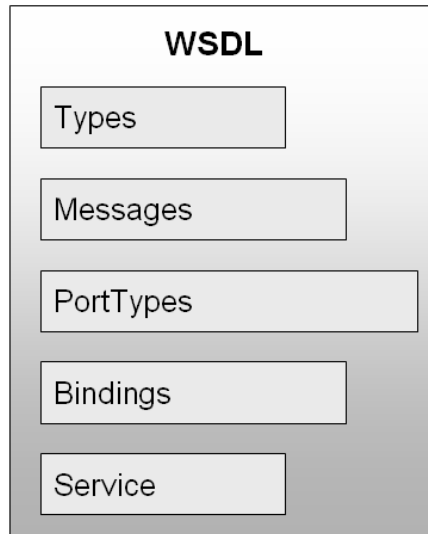 WSDL
Types
Messages
PortTypes
Bindings
Service